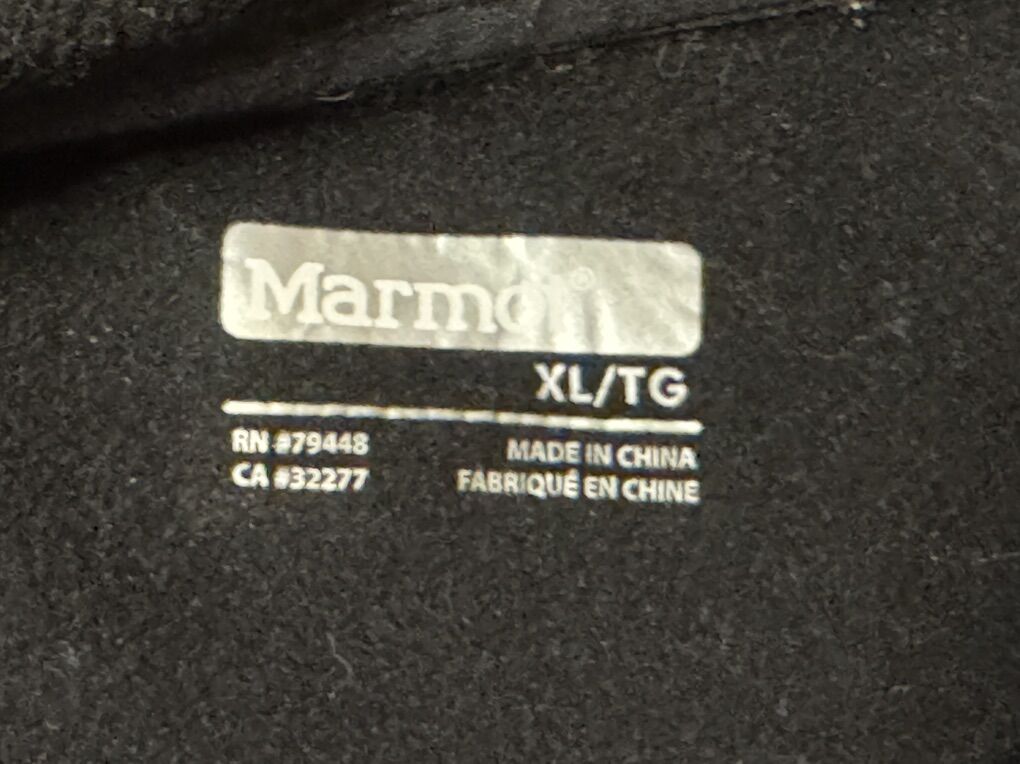 Marmot®
XL/TG
RN #79448
CA #32277
MADE IN CHINA
FABRIQUÉ EN CHINE